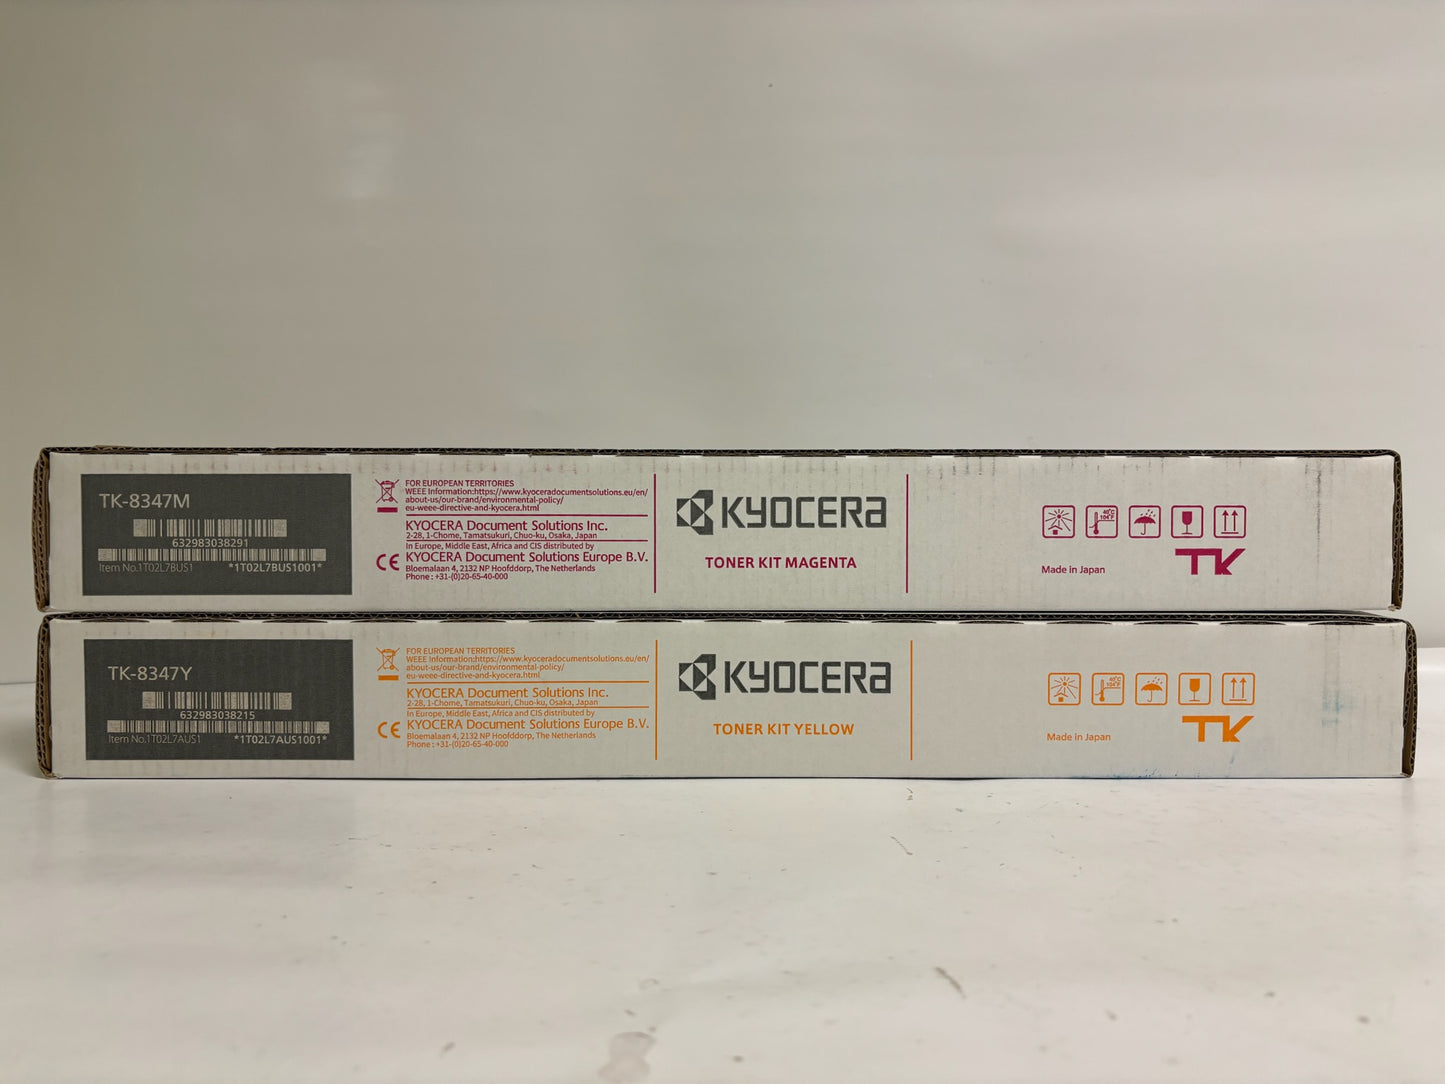 TK-8347M
632983038291
Item No.1T02L7BUS1 *1T02L7BUS1001*
FOR EUROPEAN TERRITORIES
WEEE Information:https://www.kyoceradocumentsolutions.eu/en/
about-us/our-brand/environmental-policy/
eu-weee-directive-and-kyocera.html
KYOCERA Document Solutions Inc.
2-28, 1-Chome, Tamatsukuri, Chuo-ku, Osaka, Japan
In Europe, Middle East, Africa and CIS distributed by
CE KYOCERA Document Solutions Europe B.V.
Bloemalaan 4, 2132 NP Hoofddorp, The Netherlands
Phone : +31-(0)20-65-40-000
KYOCERA
TONER KIT MAGENTA
40°C
104°F
Made in Japan
TK
TK-8347Y
632983038215
Item No.1T02L7AUS1 *1T02L7AUS1001*
FOR EUROPEAN TERRITORIES
WEEE Information:https://www.kyoceradocumentsolutions.eu/en/
about-us/our-brand/environmental-policy/
eu-weee-directive-and-kyocera.html
KYOCERA Document Solutions Inc.
2-28, 1-Chome, Tamatsukuri, Chuo-ku, Osaka, Japan
In Europe, Middle East, Africa and CIS distributed by
CE KYOCERA Document Solutions Europe B.V.
Bloemalaan 4, 2132 NP Hoofddorp, The Netherlands
Phone : +31-(0)20-65-40-000
KYOCERA
TONER KIT YELLOW
40°C
104°F
Made in Japan
TK